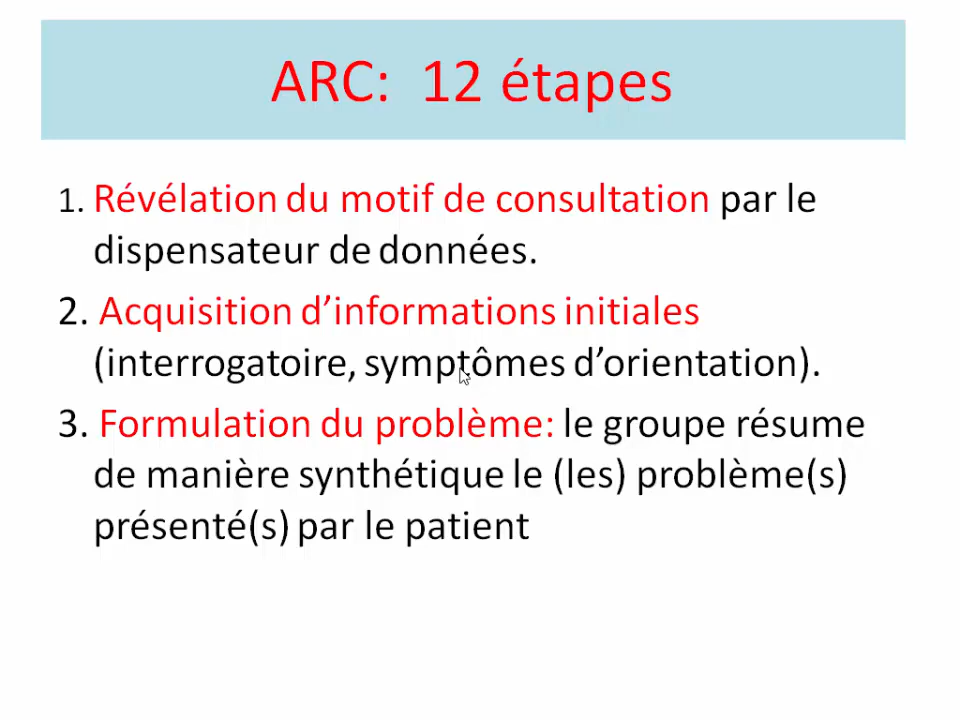 ARC: 12 étapes
1. Révélation du motif de consultation par le
dispensateur de données.
2. Acquisition d’informations initiales
(interrogatoire, symptômes d’orientation).
3. Formulation du problème: le groupe résume
de manière synthétique le (les) problème(s)
présenté(s) par le patient